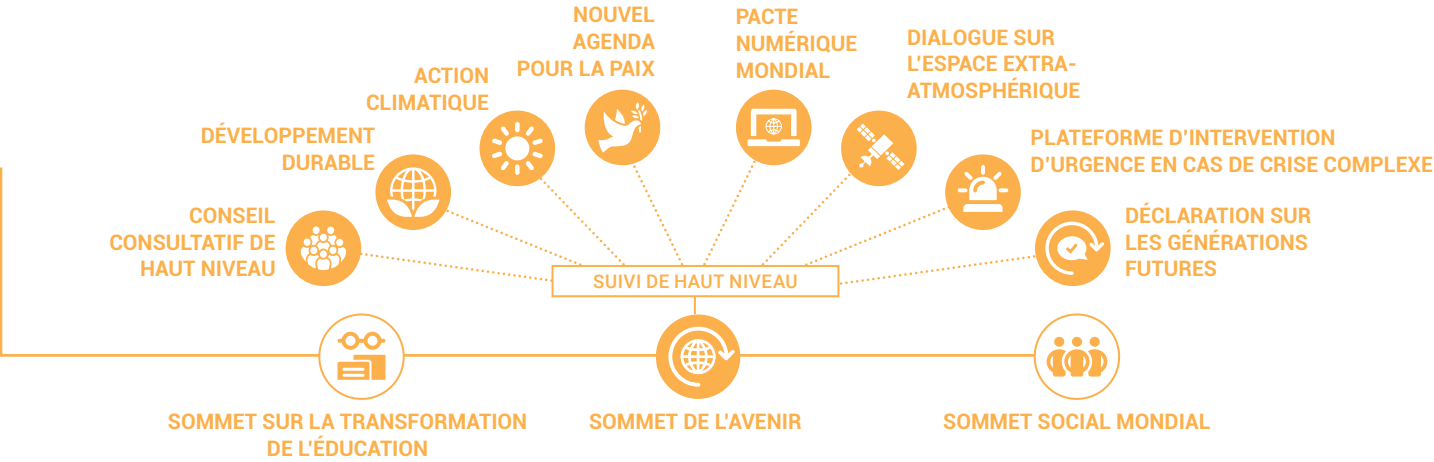 CONSEIL
CONSULTATIF DE
HAUT NIVEAU
DÉVELOPPEMENT
DURABLE
ACTION
CLIMATIQUE
NOUVEL
AGENDA
POUR LA PAIX
PACTE
NUMÉRIQUE
MONDIAL
DIALOGUE SUR
L'ESPACE EXTRA-
ATMOSPHÉRIQUE
PLATEFORME D'INTERVENTION
D'URGENCE EN CAS DE CRISE COMPLEXE
DÉCLARATION SUR
LES GÉNÉRATIONS
FUTURES
SUIVI DE HAUT NIVEAU
SOMMET SUR LA TRANSFORMATION
DE L'ÉDUCATION
SOMMET DE L'AVENIR
SOMMET SOCIAL MONDIAL